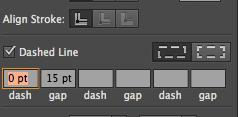 Align Stroke:
Dashed Line
0 pt 15 pt
dash gap dash gap dash gap